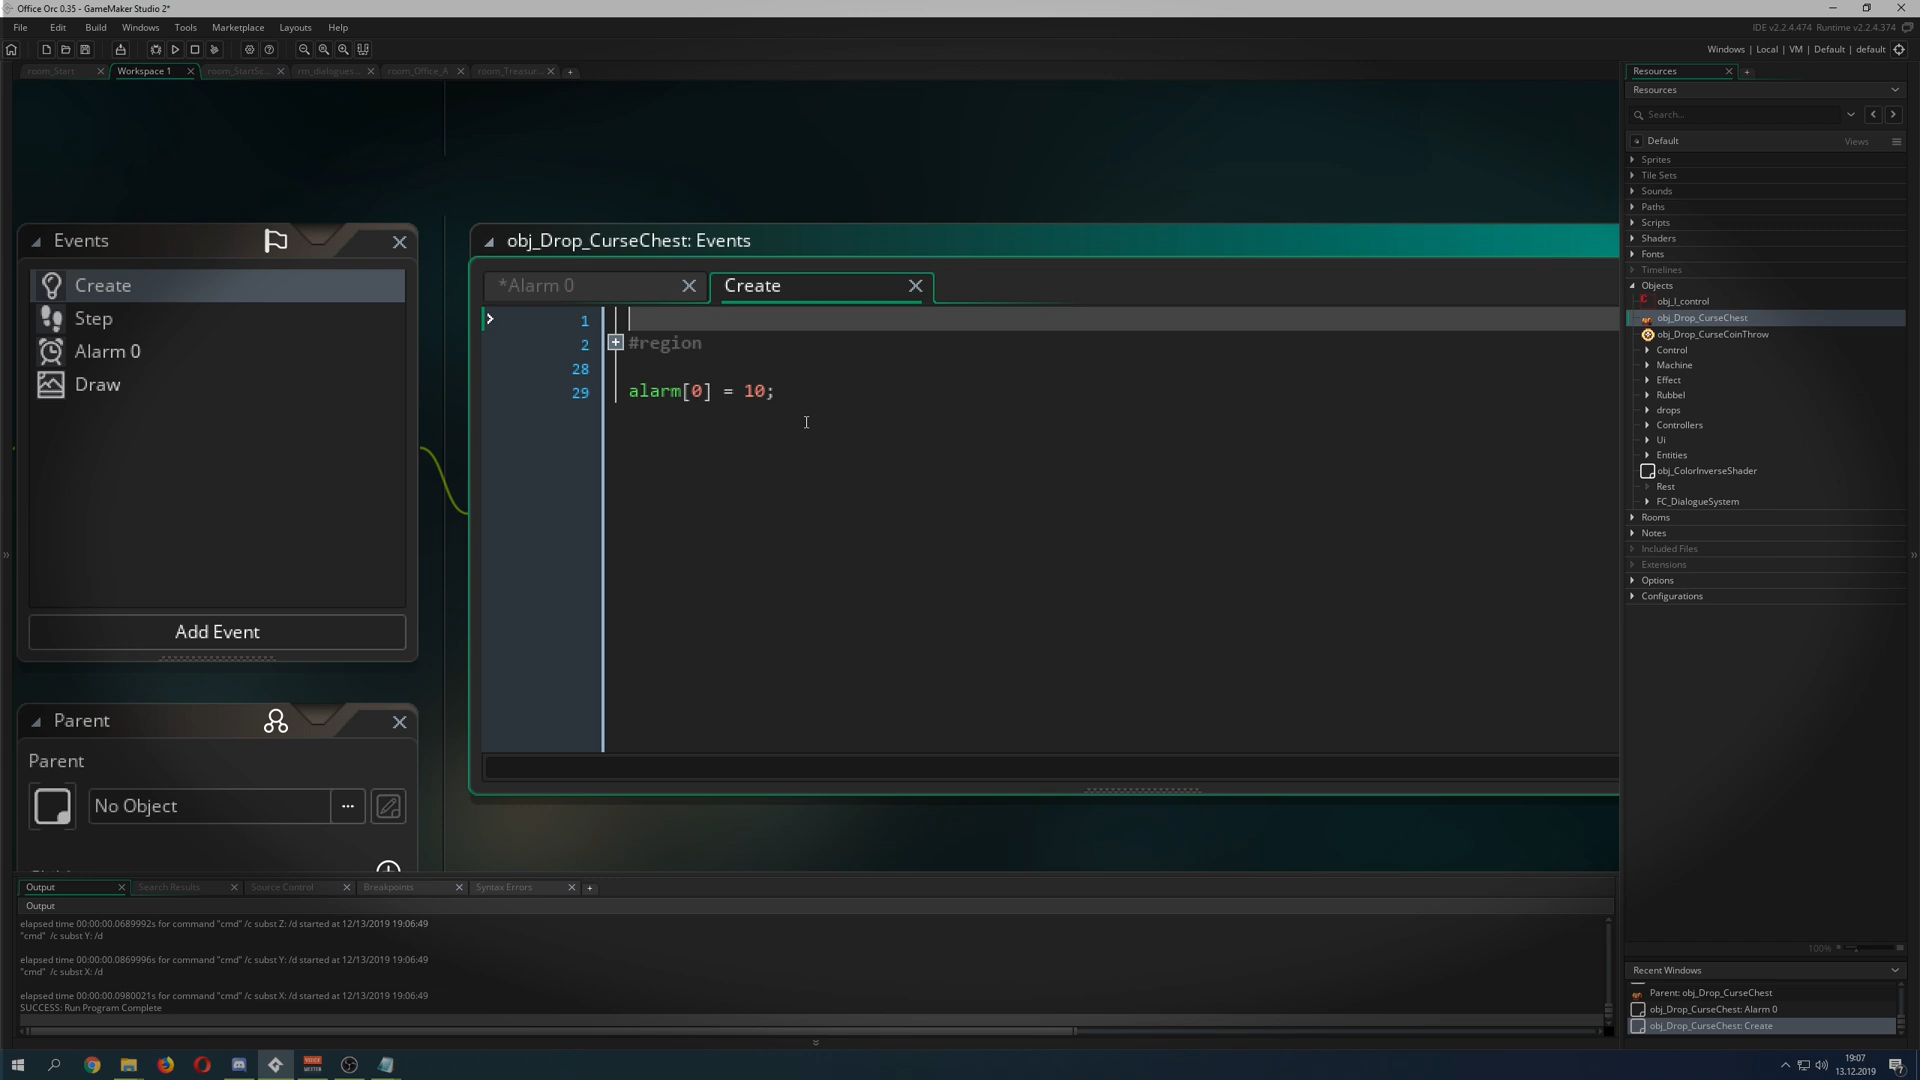 Office Orc 0.35 - GameMaker Studio 2*
File Edit Build Windows Tools Marketplace Layouts Help
IDE v2.2.4.474 Runtime v2.2.4.374
Windows | Local | VM | Default | default
room_Start
Workspace 1
room_StartSc...
rm_dialogues...
room_Office_A
room_Treasur...
Events
Create
Step
Alarm 0
Draw
Add Event
Parent
Parent
No Object
...
obj_Drop_CurseChest: Events
*Alarm 0
Create
1
2 #region
28
29 alarm[0] = 10;
Output
Search Results
Source Control
Breakpoints
Syntax Errors
Output
elapsed time 00:00:00.0689992s for command "cmd" /c subst Z: /d started at 12/13/2019 19:06:49
"cmd" /c subst Y: /d
elapsed time 00:00:00.0869996s for command "cmd" /c subst Y: /d started at 12/13/2019 19:06:49
"cmd" /c subst X: /d
elapsed time 00:00:00.0980021s for command "cmd" /c subst X: /d started at 12/13/2019 19:06:49
SUCCESS: Run Program Complete
Resources
Resources
Search...
Default
Views
Sprites
Tile Sets
Sounds
Paths
Scripts
Shaders
Fonts
Timelines
Objects
obj_I_control
obj_Drop_CurseChest
obj_Drop_CurseCoinThrow
Control
Machine
Effect
Rubbel
drops
Controllers
Ui
Entities
obj_ColorInverseShader
Rest
FC_DialogueSystem
Rooms
Notes
Included Files
Extensions
Options
Configurations
100%
Recent Windows
Parent: obj_Drop_CurseChest
obj_Drop_CurseChest: Alarm 0
obj_Drop_CurseChest: Create
19:07
13.12.2019